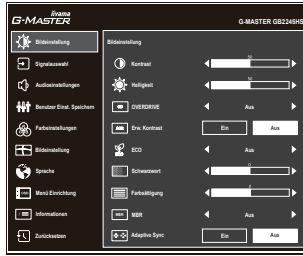 iiyama
G-MASTER
G-MASTER GB2245HS
Bildeinstellung
Signalauswahl
Audioeinstellungen
Benutzer Einst. Speichern
Farbeinstellungen
Bildeinstellung
Sprache
Menü Einrichtung
Informationen
Zurücksetzen
Bildeinstellung
Kontrast
Helligkeit
OVERDRIVE
Aus
Erw. Kontrast
Ein
Aus
ECO
Aus
Schwarzwert
Farbsättigung
MBR
Aus
Adaptive Sync
Ein
Aus